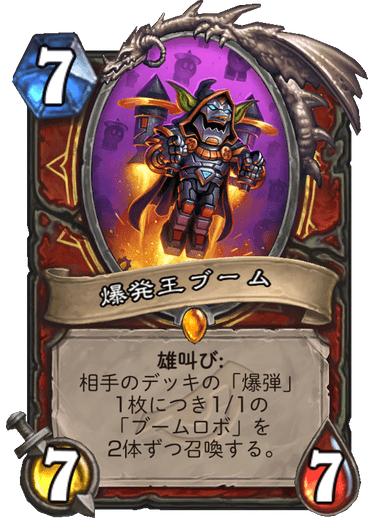 7
爆発王ブーム
雄叫び:
相手のデッキの「爆弾」
1枚につき1/1の
「ブームロボ」を
2体ずつ召喚する。
7
7